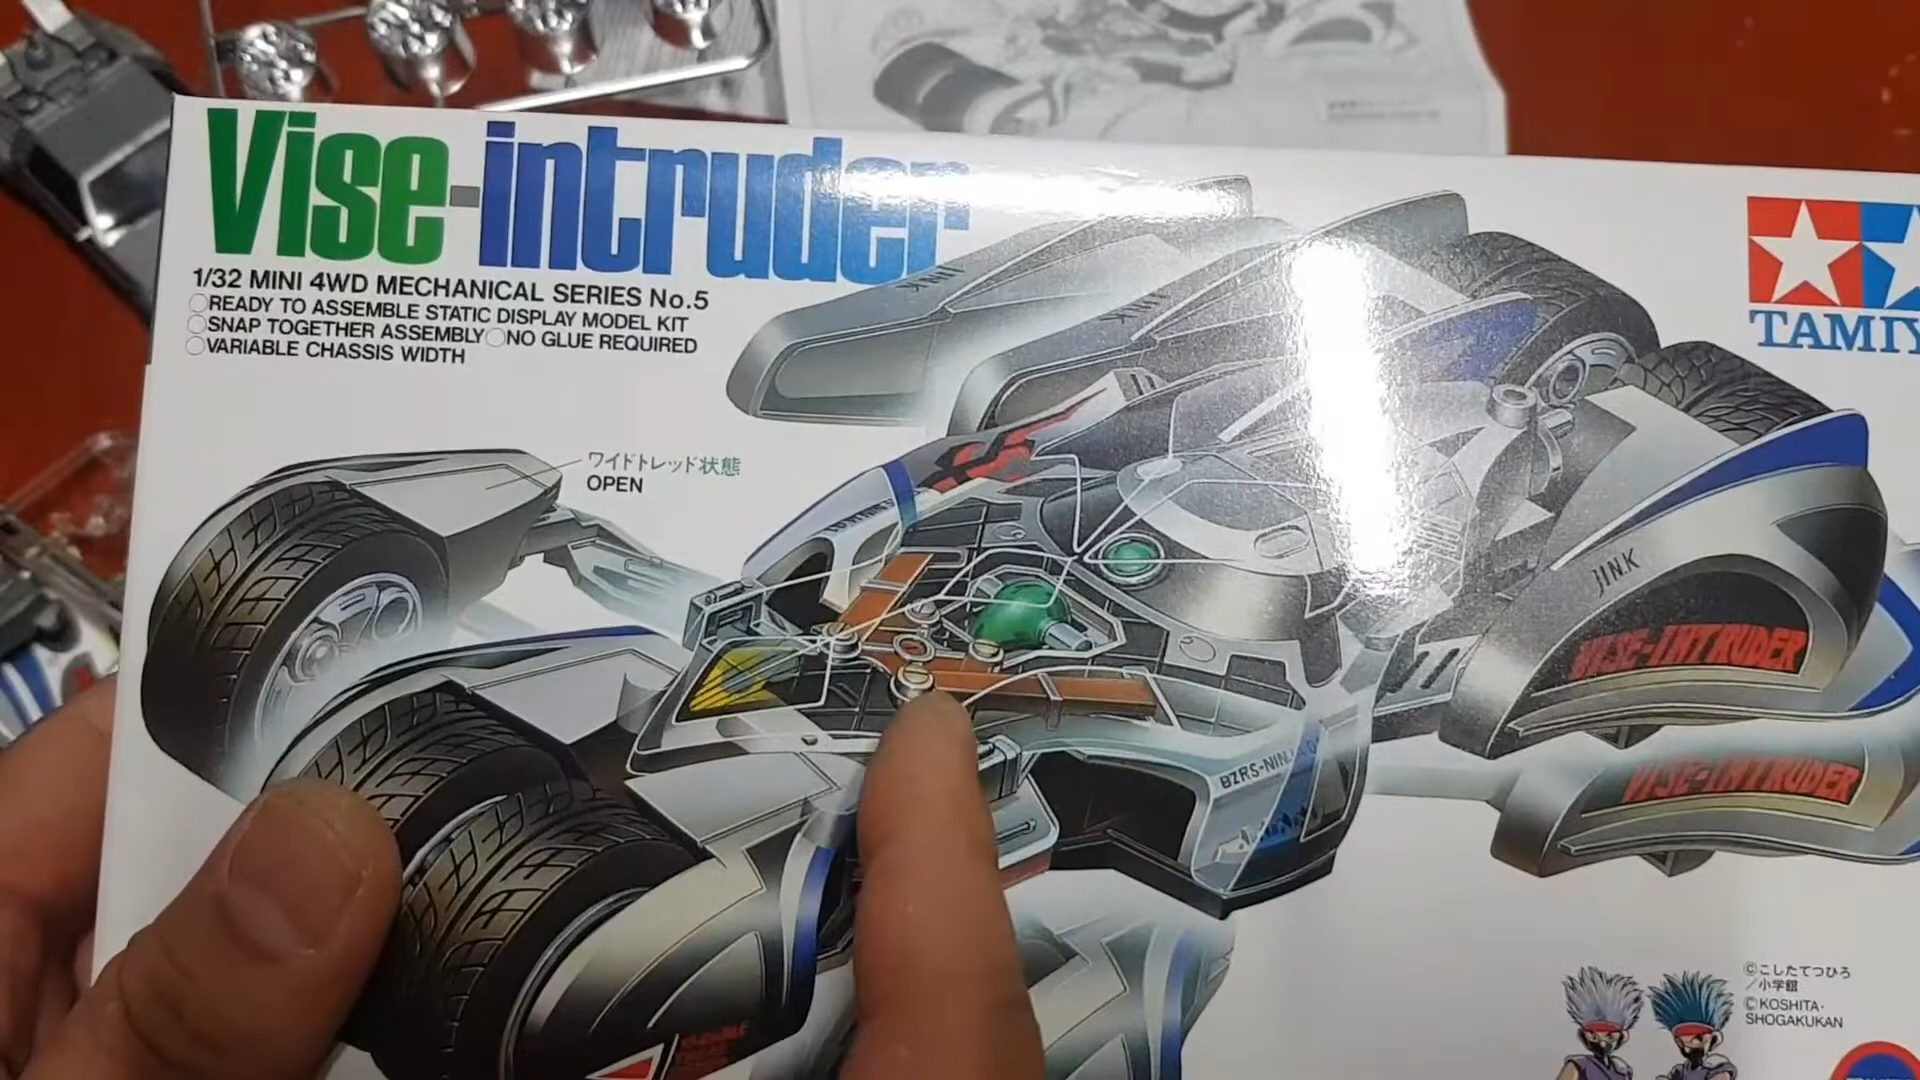 Vise-intruder
1/32 MINI 4WD MECHANICAL SERIES No.5
○READY TO ASSEMBLE STATIC DISPLAY MODEL KIT
○SNAP TOGETHER ASSEMBLY○NO GLUE REQUIRED
○VARIABLE CHASSIS WIDTH
TAMIY
ワイドトレッド状態
OPEN
J.I.N.K
J.I.N.K
J.I.N.K
VISE-INTRUDER
BZRS-NINJ
VISE-INTRUDER
©こしたてつひろ
／小学館
©KOSHITA-
SHOGAKUKAN